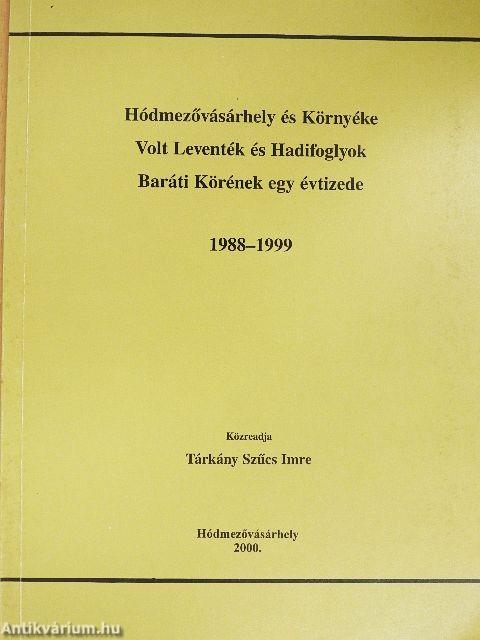 Hódmezővásárhely és Környéke
Volt Leventék és Hadifoglyok
Baráti Körének egy évtizede
1988–1999
Közreadja
Tárkány Szűcs Imre
Hódmezővásárhely
2000.
Antikvárium.hu